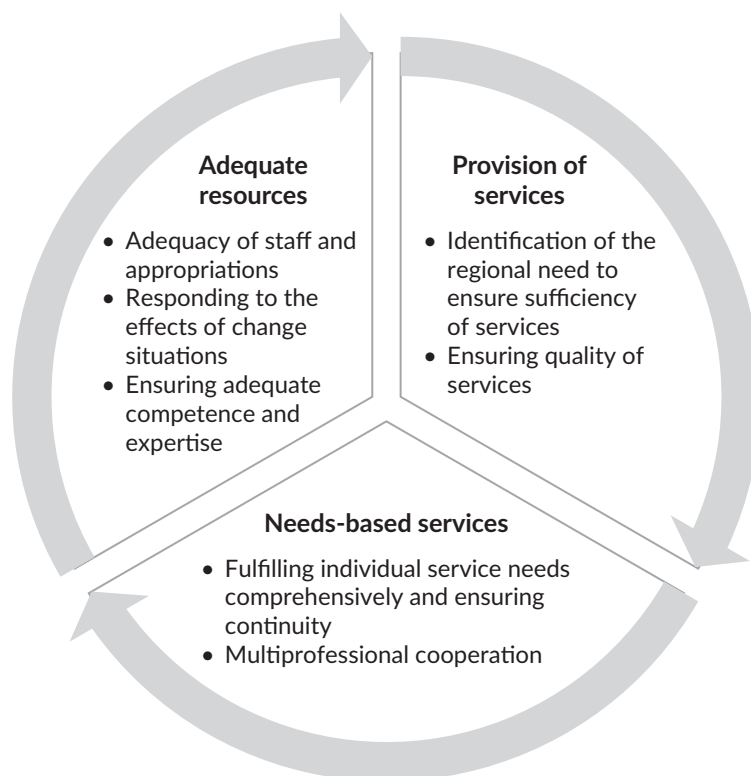 Adequate
resources
• Adequacy of staff and
appropriations
• Responding to the
effects of change
situations
• Ensuring adequate
competence and
expertise
Provision of
services
• Identification of the
regional need to
ensure sufficiency
of services
• Ensuring quality of
services
Needs-based services
• Fulfilling individual service needs
comprehensively and ensuring
continuity
• Multiprofessional cooperation